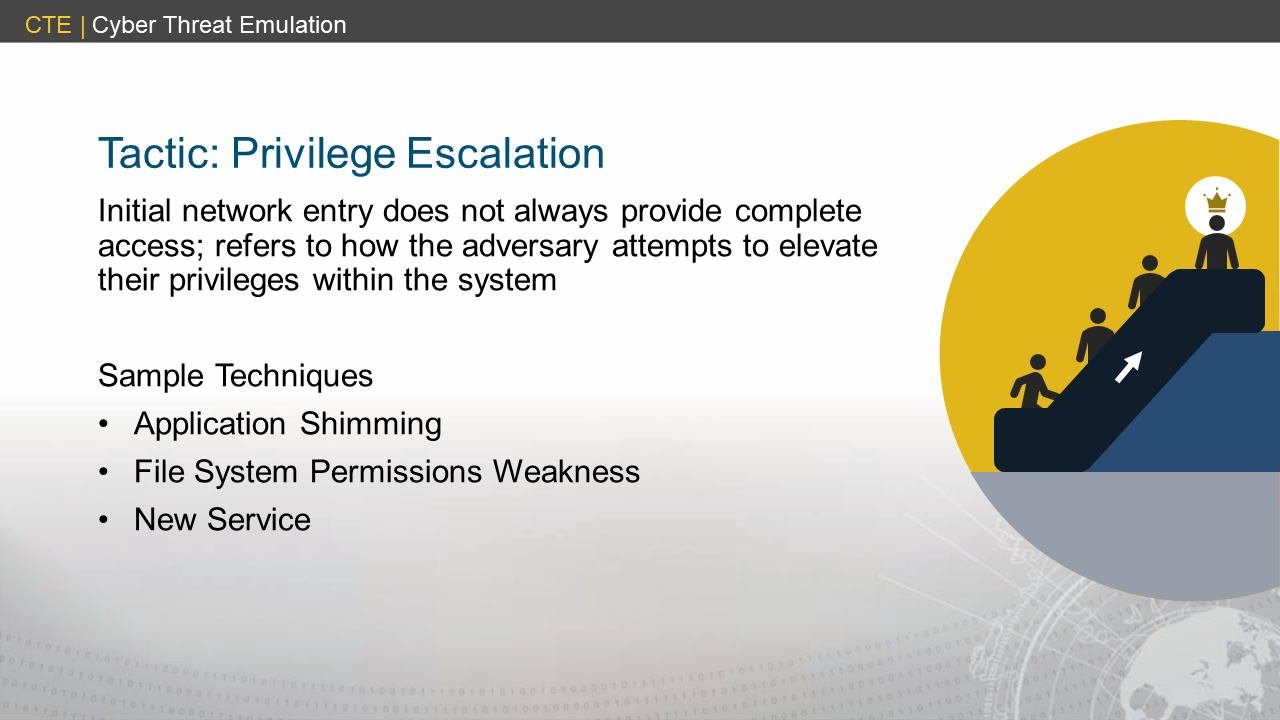 CTE | Cyber Threat Emulation
Tactic: Privilege Escalation
Initial network entry does not always provide complete
access; refers to how the adversary attempts to elevate
their privileges within the system
Sample Techniques
• Application Shimming
• File System Permissions Weakness
• New Service